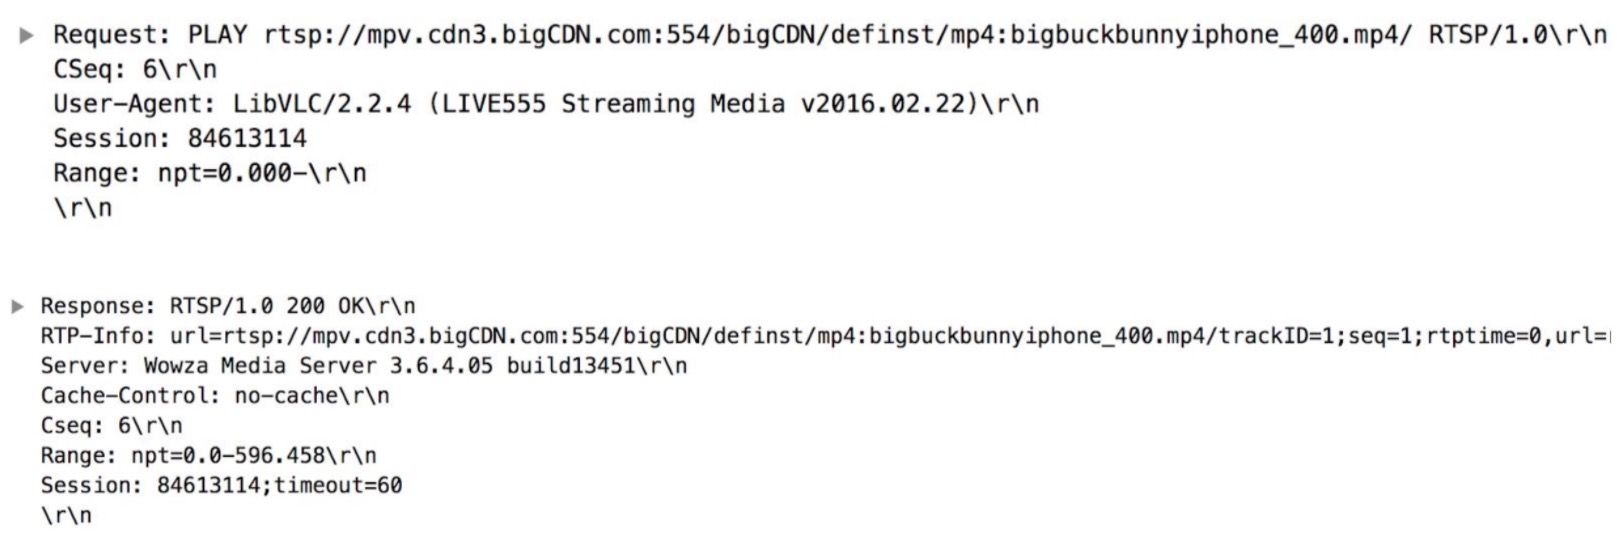 Request: PLAY rtsp://mpv.cdn3.bigCDN.com:554/bigCDN/definst/mp4:bigbuckbunnyiphone_400.mp4/ RTSP/1.0\r\n
CSeq: 6\r\n
User-Agent: LibVLC/2.2.4 (LIVE555 Streaming Media v2016.02.22)\r\n
Session: 84613114
Range: npt=0.000-\r\n
\r\n
Response: RTSP/1.0 200 OK\r\n
RTP-Info: url=rtsp://mpv.cdn3.bigCDN.com:554/bigCDN/definst/mp4:bigbuckbunnyiphone_400.mp4/trackID=1;seq=1;rtptime=0,url=
Server: Wowza Media Server 3.6.4.05 build13451\r\n
Cache-Control: no-cache\r\n
Cseq: 6\r\n
Range: npt=0.0-596.458\r\n
Session: 84613114;timeout=60
\r\n